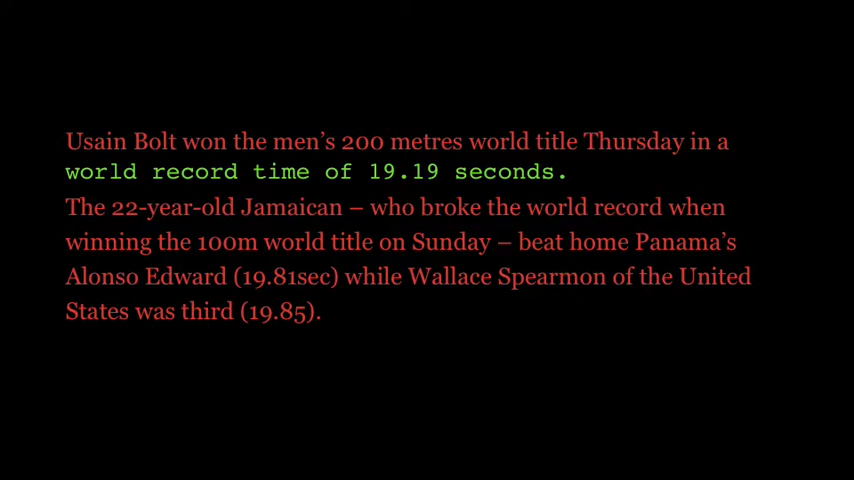 Usain Bolt won the men’s 200 metres world title Thursday in a
world record time of 19.19 seconds.
The 22-year-old Jamaican – who broke the world record when
winning the 100m world title on Sunday – beat home Panama’s
Alonso Edward (19.81sec) while Wallace Spearmon of the United
States was third (19.85).